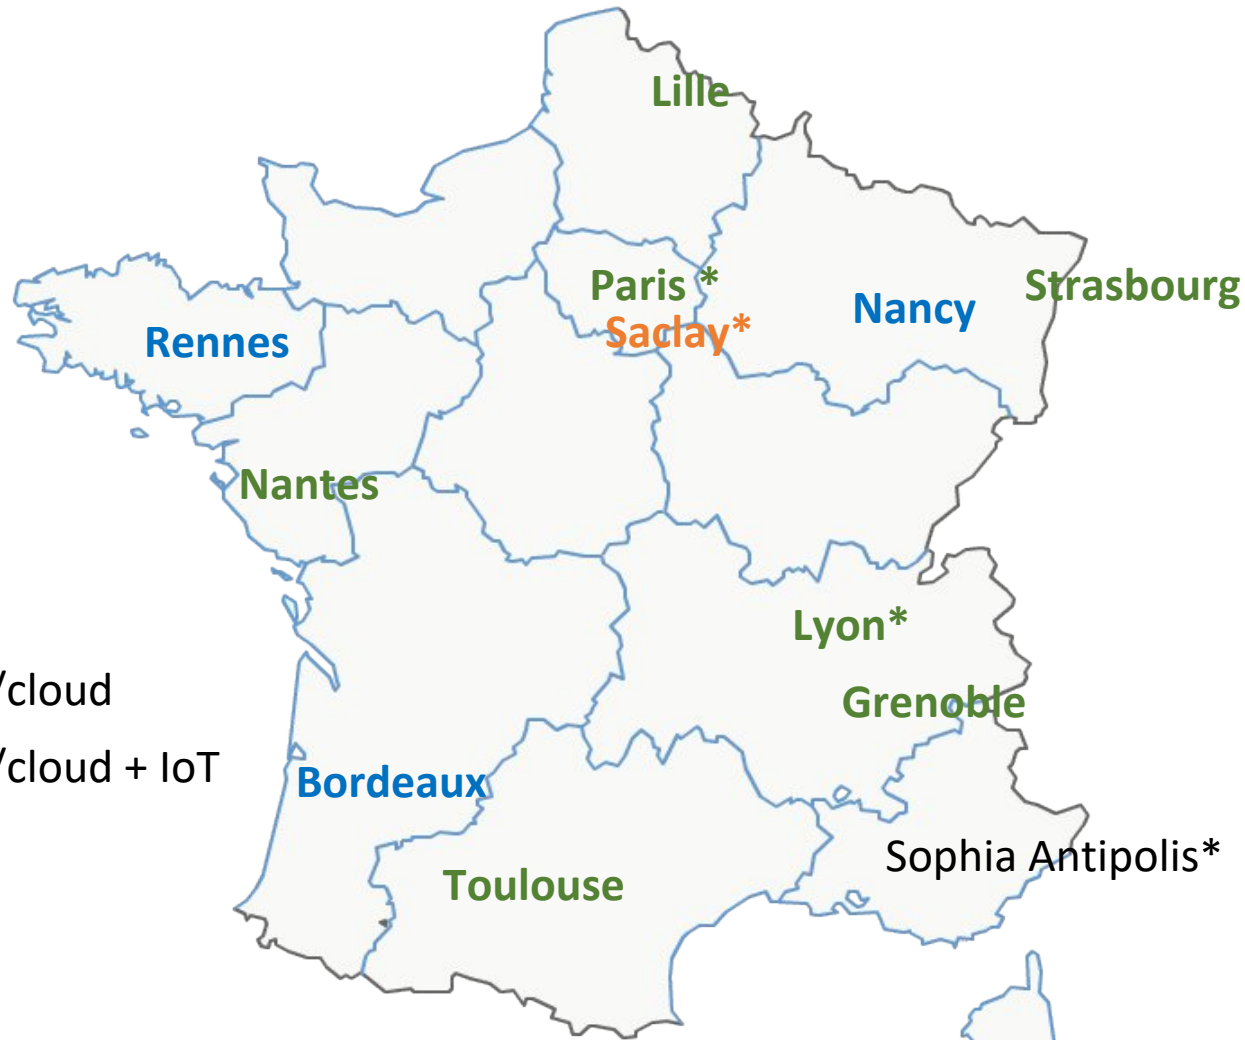 Lille
Paris *
Strasbourg
Nancy
Saclay*
Rennes
Nantes
Lyon*
/cloud
Grenoble
/cloud + IoT
Bordeaux
Sophia Antipolis*
Toulouse